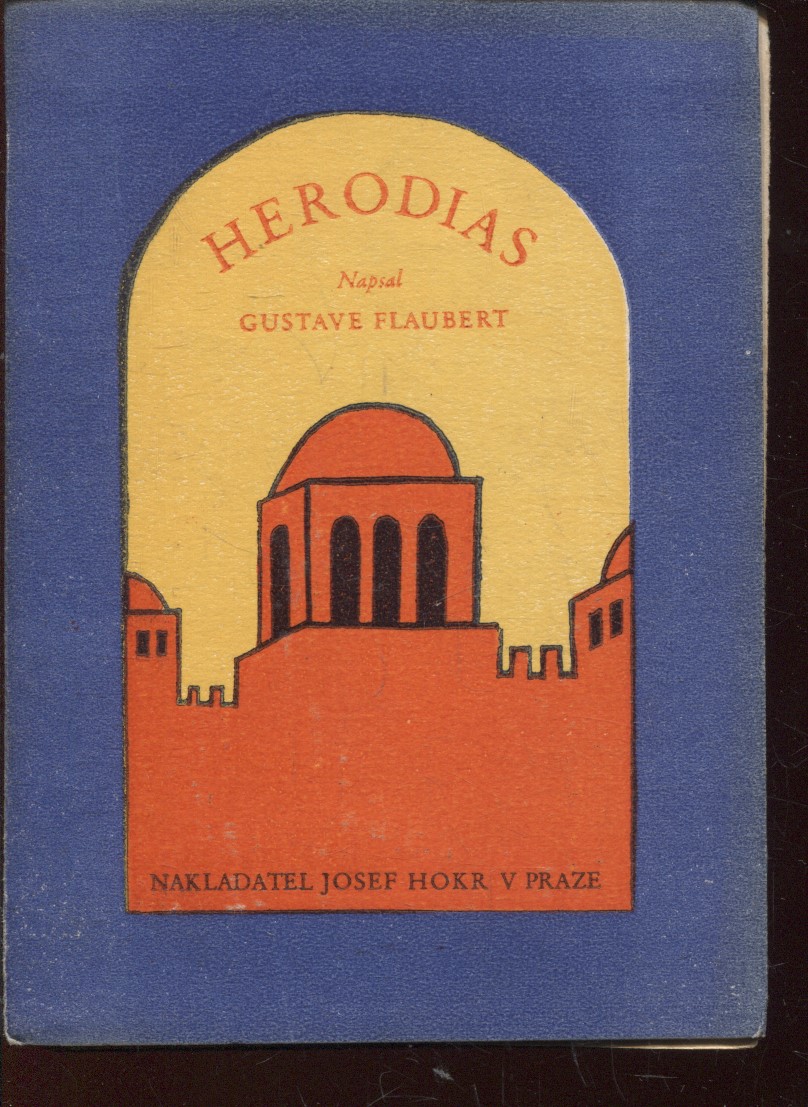 HERODIAS
Napsal
GUSTAVE FLAUBERT
NAKLADATEL JOSEF HOKR V PRAZE